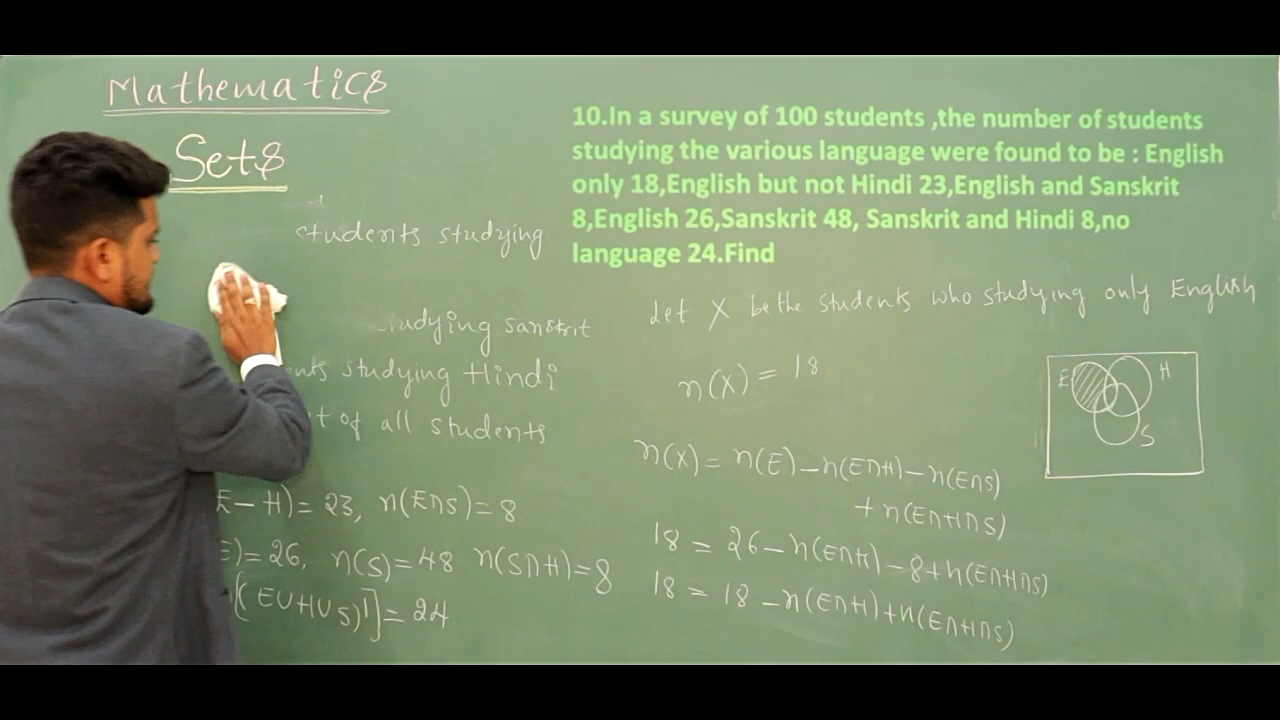 Mathematics
Sets
students studying
studying sanskrit
studying Hindi
of all students
E-H)=23, n(E∩S)=8
E)=26, n(S)=48 n(S∩H)=8
[(E∪H∪S)']=24
10.In a survey of 100 students ,the number of students
studying the various language were found to be : English
only 18,English but not Hindi 23,English and Sanskrit
8,English 26,Sanskrit 48, Sanskrit and Hindi 8,no
language 24.Find
Let X be the students who studying only English
n(X) = 18
E H
S
n(X) = n(E)-n(E∩H)-n(E∩S)
+n(E∩H∩S)
18 = 26-n(E∩H)-8+n(E∩H∩S)
18 = 18-n(E∩H)+n(E∩H∩S)